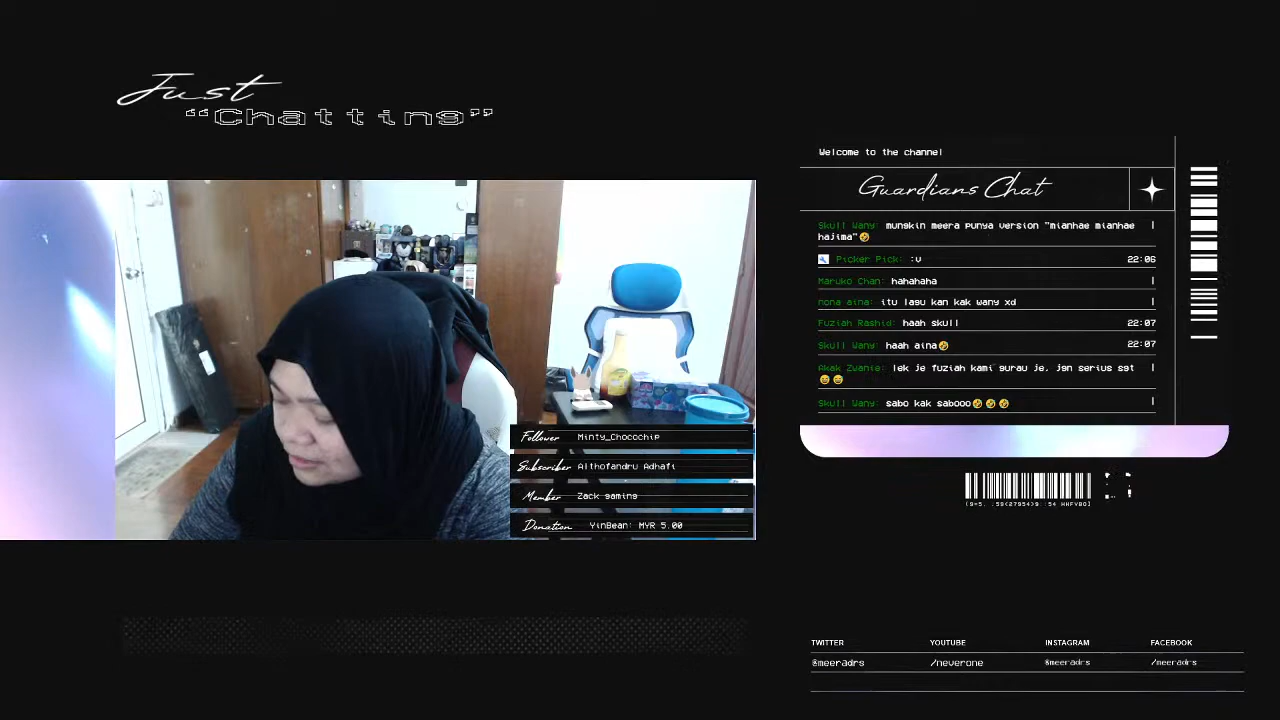 Just
“Chatting”
Welcome to the channel
Guardians Chat
Skull Wany: mungkin meera punya version "mianhae mianhae
hajima"🤣
Picker Pick: :v 22:06
Maruko Chan: hahahaha
nona aina: itu lagu kan kak wany xd
Fuziah Rashid: haah skull 22:07
Skull Wany: haah aina🤣 22:07
Akak Zwanie: lek je fuziah kami gurau je, jgn serius sgt
😆😆
Skull Wany: sabo kak sabooo🤣🤣🤣
Follower Minty_Chocochip
Subscriber Althofandru Adhafi
Member Zack gaming
Donation YinBean: MYR 5.00
TWITTER YOUTUBE INSTAGRAM FACEBOOK
@meeradrs /neverone @meeradrs /meeradrs